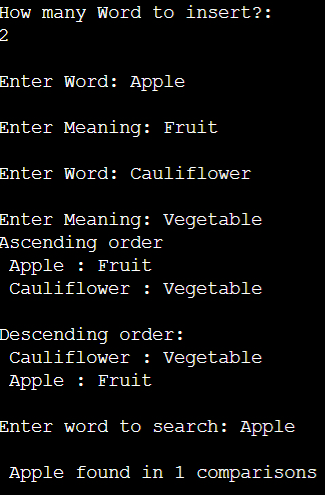 How many Word to insert?:
2
Enter Word: Apple
Enter Meaning: Fruit
Enter Word: Cauliflower
Enter Meaning: Vegetable
Ascending order
Apple : Fruit
Cauliflower : Vegetable
Descending order:
Cauliflower : Vegetable
Apple : Fruit
Enter word to search: Apple
Apple found in 1 comparisons